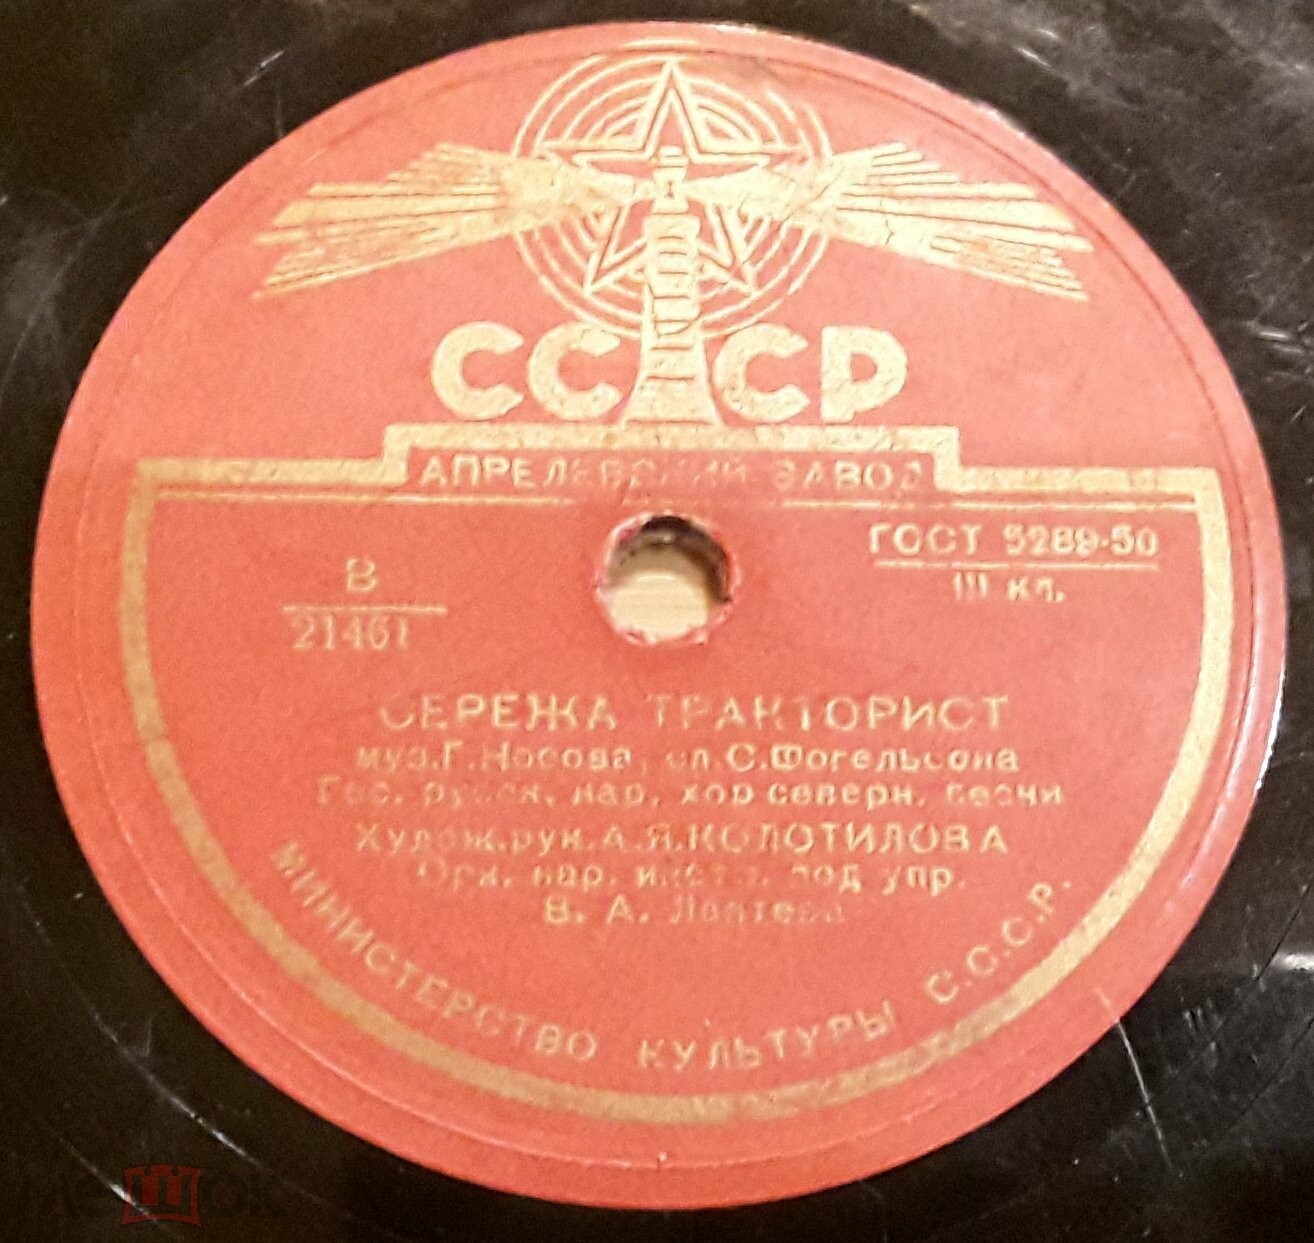 СССР
АПРЕЛЕВСКИЙ ЗАВОД
ГОСТ 5289-50
III кл.
В
21461
СЕРЕЖА ТРАКТОРИСТ
муз. Г. Носова, сл. С. Фогельсона
Гос. русск. нар. хор северн. песни
Худож. рук. А. Я. КОЛОТИЛОВА
Орк. нар. инстр. под упр.
В. А. Лаптева
МИНИСТЕРСТВО КУЛЬТУРЫ С.С.С.Р.
мешок